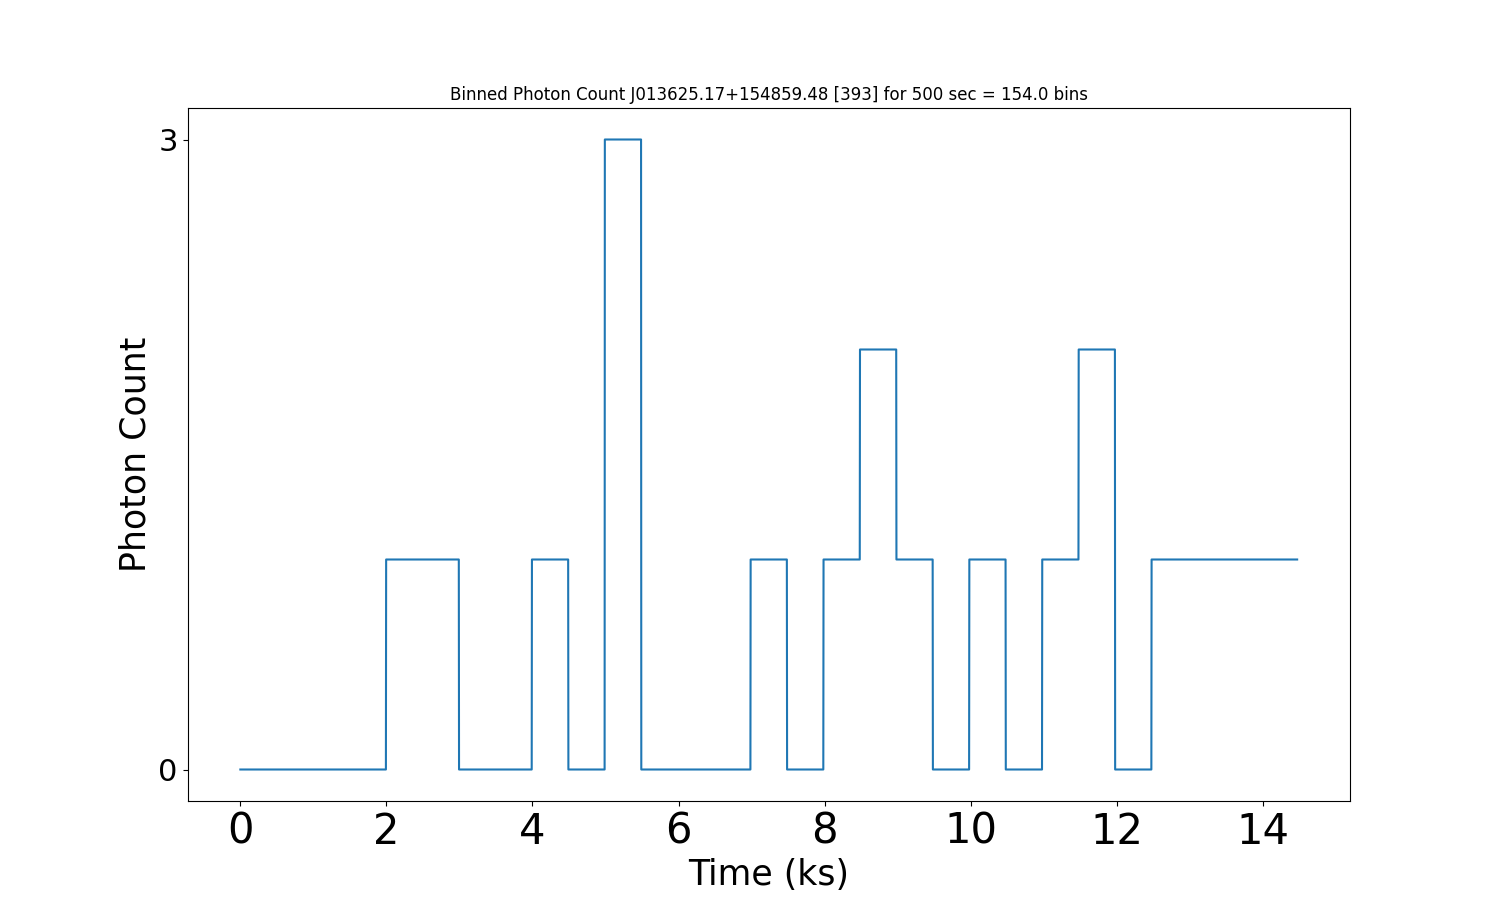 Binned Photon Count J013625.17+154859.48 [393] for 500 sec = 154.0 bins
3
Photon Count
0
0 2 4 6 8 10 12 14
Time (ks)